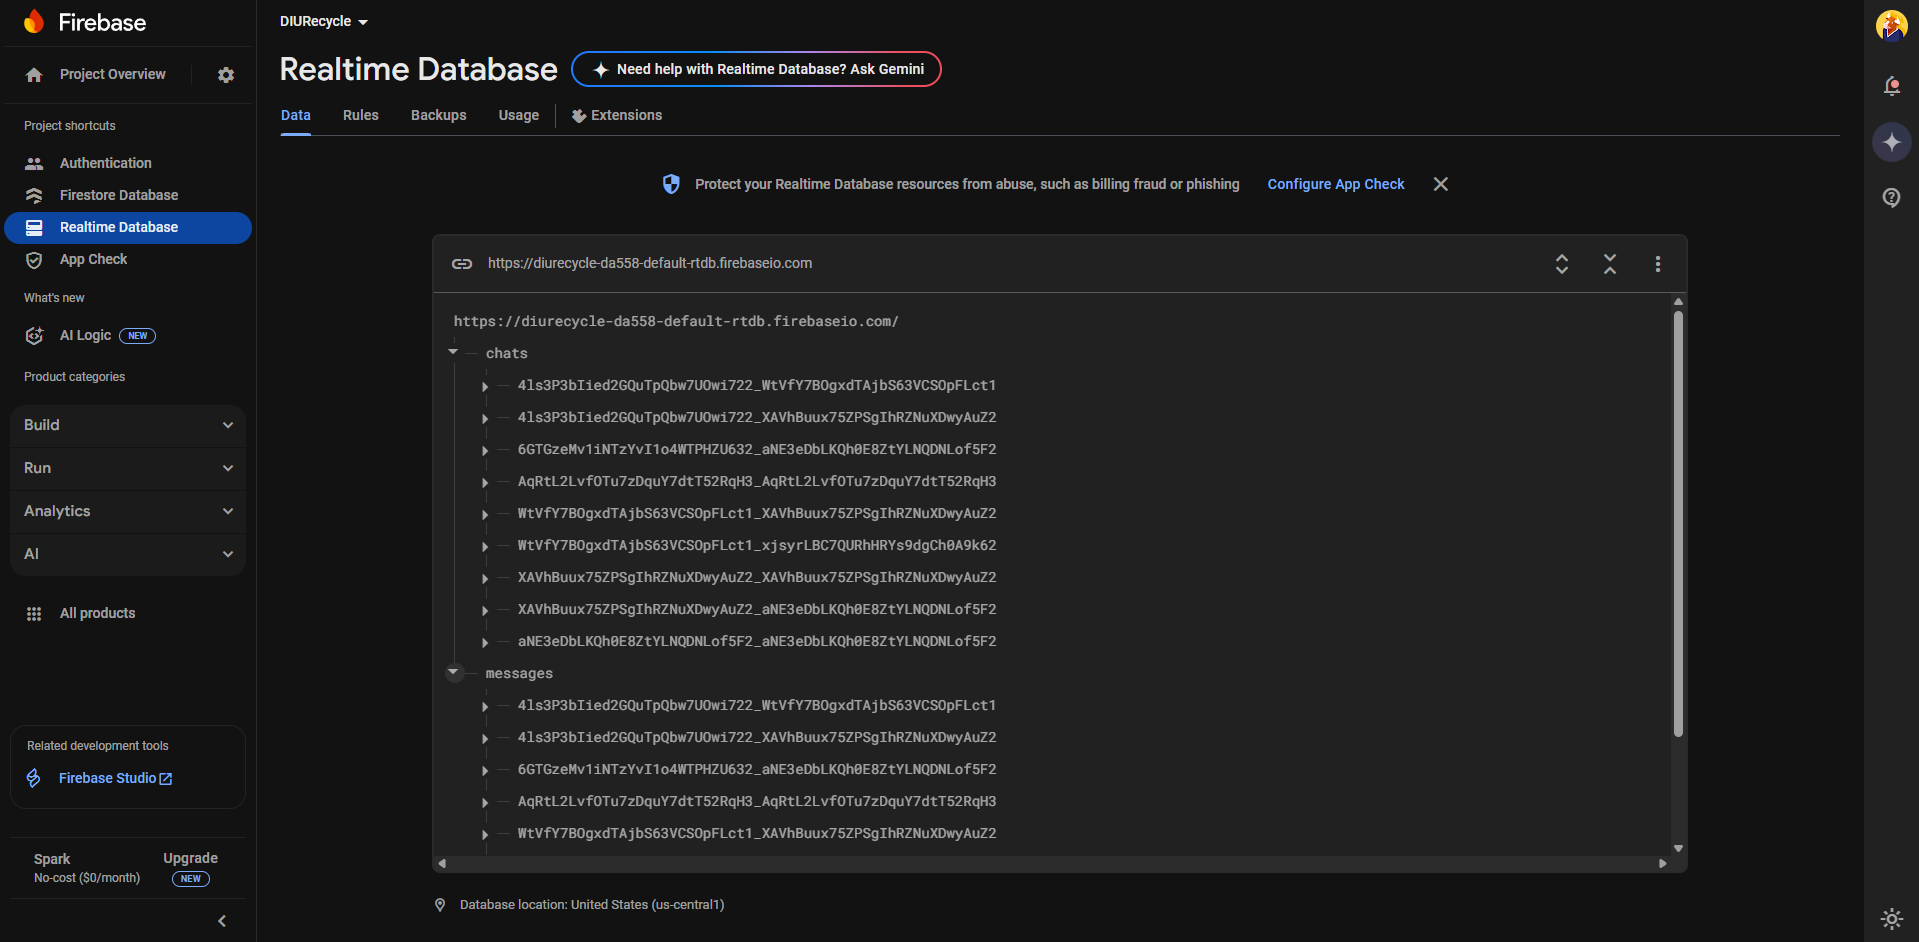 Firebase
Project Overview
Project shortcuts
Authentication
Firestore Database
Realtime Database
App Check
What's new
AI Logic NEW
Product categories
Build
Run
Analytics
AI
All products
Related development tools
Firebase Studio
Spark
No-cost ($0/month)
Upgrade
NEW
DIURecycle
Realtime Database
Need help with Realtime Database? Ask Gemini
Data Rules Backups Usage Extensions
Protect your Realtime Database resources from abuse, such as billing fraud or phishing Configure App Check
https://diurecycle-da558-default-rtdb.firebaseio.com
https://diurecycle-da558-default-rtdb.firebaseio.com/
chats
4ls3P3bIied2GQuTpQbw7UOwi722_WtVfY7BOgxdTAjbS63VCSOpFLct1
4ls3P3bIied2GQuTpQbw7UOwi722_XAVhBuux75ZPSgIhRZNuXDwyAuZ2
6GTGzeMv1iNTzYvI1o4WTPHZU632_aNE3eDbLKQh0E8ZtYLNQDNLof5F2
AqRtL2LvfOTu7zDquY7dtT52RqH3_AqRtL2LvfOTu7zDquY7dtT52RqH3
WtVfY7BOgxdTAjbS63VCSOpFLct1_XAVhBuux75ZPSgIhRZNuXDwyAuZ2
WtVfY7BOgxdTAjbS63VCSOpFLct1_xjsyrLBC7QURhHRYs9dgCh0A9k62
XAVhBuux75ZPSgIhRZNuXDwyAuZ2_XAVhBuux75ZPSgIhRZNuXDwyAuZ2
XAVhBuux75ZPSgIhRZNuXDwyAuZ2_aNE3eDbLKQh0E8ZtYLNQDNLof5F2
aNE3eDbLKQh0E8ZtYLNQDNLof5F2_aNE3eDbLKQh0E8ZtYLNQDNLof5F2
messages
4ls3P3bIied2GQuTpQbw7UOwi722_WtVfY7BOgxdTAjbS63VCSOpFLct1
4ls3P3bIied2GQuTpQbw7UOwi722_XAVhBuux75ZPSgIhRZNuXDwyAuZ2
6GTGzeMv1iNTzYvI1o4WTPHZU632_aNE3eDbLKQh0E8ZtYLNQDNLof5F2
AqRtL2LvfOTu7zDquY7dtT52RqH3_AqRtL2LvfOTu7zDquY7dtT52RqH3
WtVfY7BOgxdTAjbS63VCSOpFLct1_XAVhBuux75ZPSgIhRZNuXDwyAuZ2
Database location: United States (us-central1)